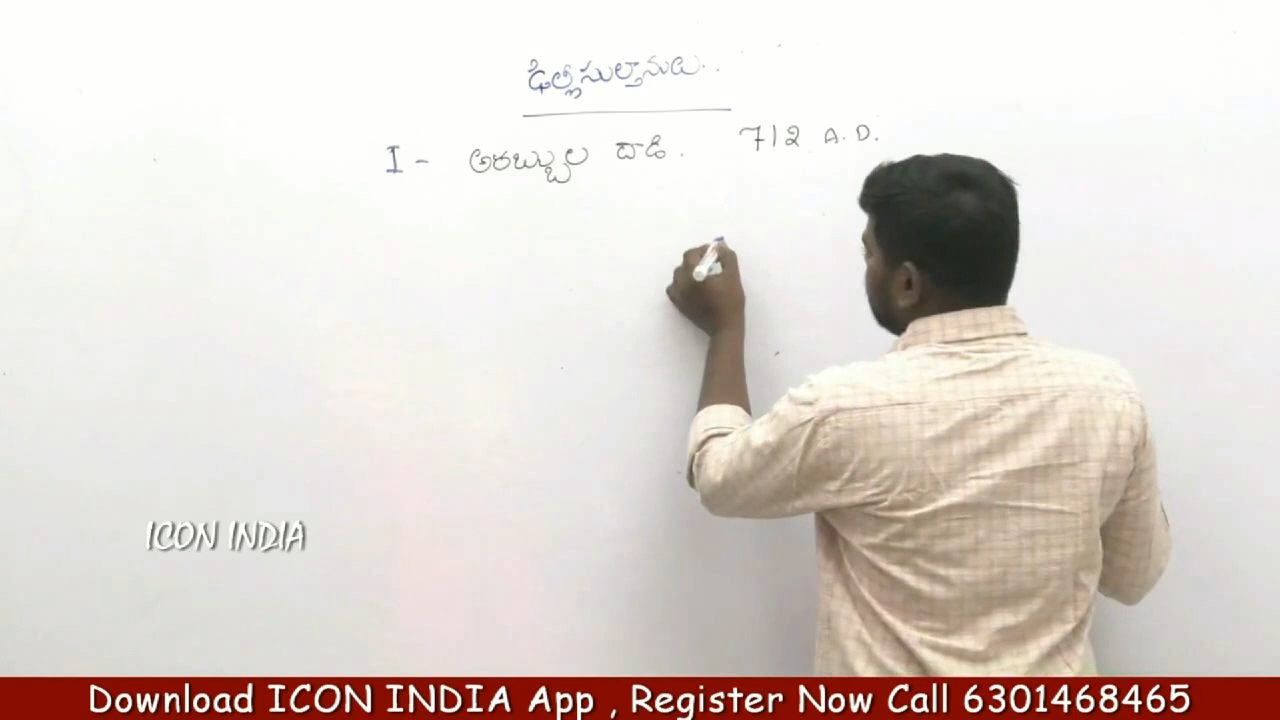 ఢిల్లీసుల్తానులు..
I - అరబ్బుల దాడి. 712 A.D.
ICON INDIA
Download ICON INDIA App , Register Now Call 6301468465